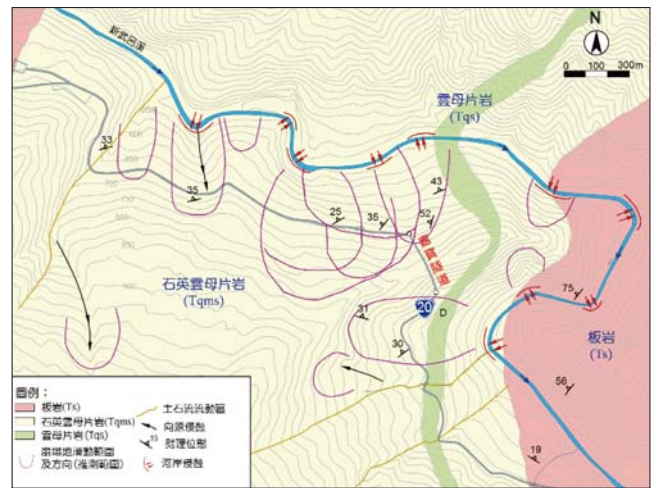 N
0 100 300m
新武呂溪
雲母片岩
(Tqs)
33
35
43
25
35
52
石英雲母片岩
(Tqms)
31
20
D
30
75
板岩
(Ts)
56
19
圖例：
板岩(Ts)
石英雲母片岩(Tqms)
雲母片岩(Tqs)
崩塌地滑動範圍
及方向(推測範圍)
土石流流動區
向源侵蝕
劈理位態
河岸侵蝕